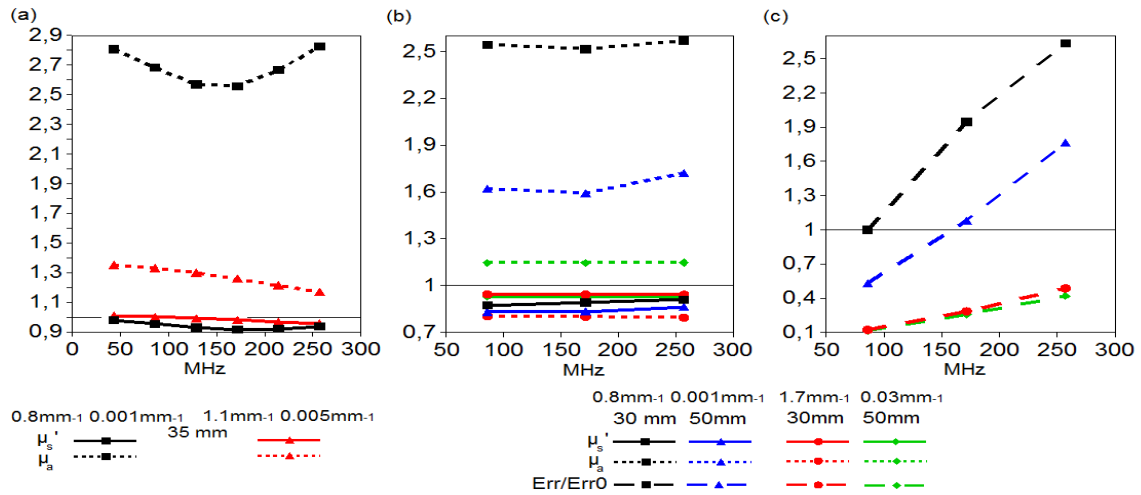 (a)
2,9
2,7
2,5
2,3
2,1
1,9
1,7
1,5
1,3
1,1
0,9
0 50 100 150 200 250 300
MHz
(b)
2,5
2,2
1,9
1,6
1,3
1
0,7
50 100 150 200 250 300
MHz
(c)
2,5
2,2
1,9
1,6
1,3
1
0,7
0,4
0,1
50 100 150 200 250 300
MHz
0.8mm-1 0.001mm-1 1.1mm-1 0.005mm-1
35 mm
μs'
μa
0.8mm-1 0.001mm-1 1.7mm-1 0.03mm-1
30 mm 50mm 30mm 50mm
μs'
μa
Err/Err0